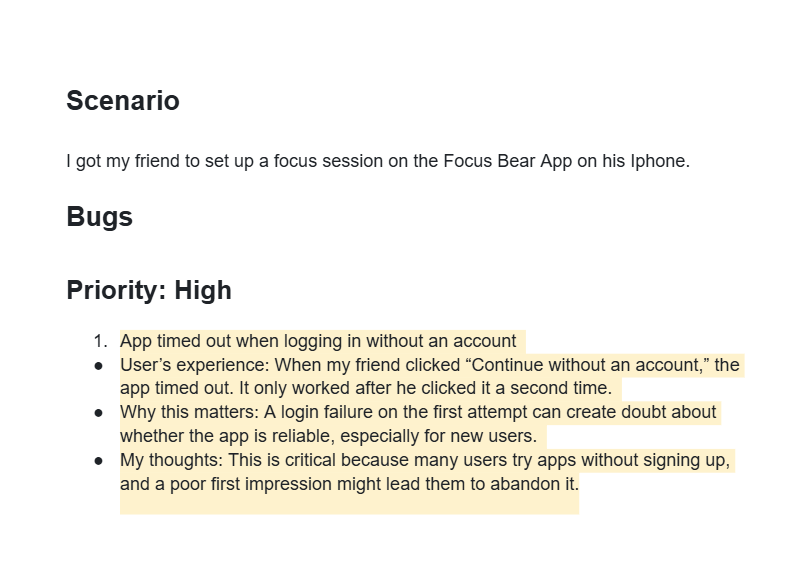 Scenario
I got my friend to set up a focus session on the Focus Bear App on his Iphone.
Bugs
Priority: High
1. App timed out when logging in without an account
● User’s experience: When my friend clicked “Continue without an account,” the
app timed out. It only worked after he clicked it a second time.
● Why this matters: A login failure on the first attempt can create doubt about
whether the app is reliable, especially for new users.
● My thoughts: This is critical because many users try apps without signing up,
and a poor first impression might lead them to abandon it.